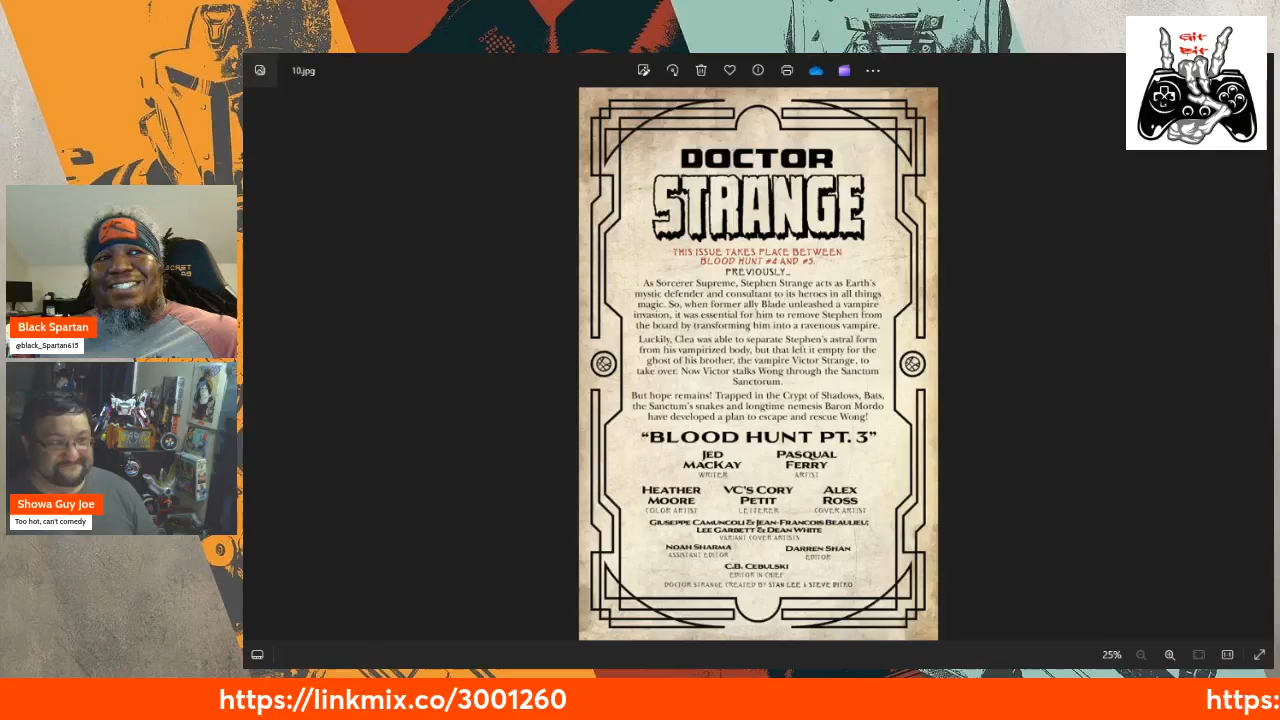 10.jpg
Git
Bit
DOCTOR
STRANGE
THIS ISSUE TAKES PLACE BETWEEN
BLOOD HUNT #4 AND #5.
PREVIOUSLY...
As Sorcerer Supreme, Stephen Strange acts as Earth's
mystic defender and consultant to its heroes in all things
magic. So, when former ally Blade unleashed a vampire
invasion, it was essential for him to remove Stephen from
the board by transforming him into a ravenous vampire.
Luckily, Clea was able to separate Stephen's astral form
from his vampirized body, but that left it empty for the
ghost of his brother, the vampire Victor Strange, to
take over. Now Victor stalks Wong through the Sanctum
Sanctorum.
But hope remains! Trapped in the Crypt of Shadows, Bats,
the Sanctum's snakes and longtime nemesis Baron Mordo
have developed a plan to escape and rescue Wong!
"BLOOD HUNT PT. 3"
JED
MACKAY
WRITER
PASQUAL
FERRY
ARTIST
HEATHER
MOORE
COLOR ARTIST
VC'S CORY
PETIT
LETTERER
ALEX
ROSS
COVER ARTIST
GIUSEPPE CAMUNCOLI & JEAN-FRANCOIS BEAULIEU;
LEE GARBETT & DEAN WHITE
VARIANT COVER ARTISTS
NOAH SHARMA
ASSISTANT EDITOR
DARREN SHAN
EDITOR
C.B. CEBULSKI
EDITOR IN CHIEF
DOCTOR STRANGE CREATED BY STAN LEE & STEVE DITKO
Black Spartan
@black_Spartan615
Showa Guy Joe
Too hot, can't comedy
25%
https://linkmix.co/3001260
https: